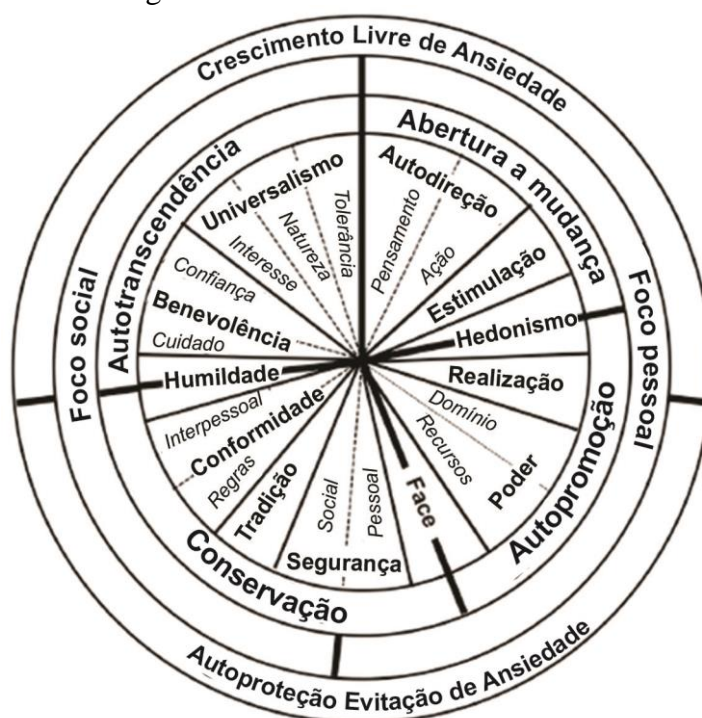 Crescimento Livre de Ansiedade
Abertura a mudança
Autotranscendência
Foco social
Foco pessoal
Universalismo
Tolerância
Natureza
Interesse
Autodireção
Pensamento
Ação
Estimulação
Hedonismo
Confiança
Benevolência
Cuidado
Humildade
Realização
Domínio
Recursos
Poder
Autopromoção
Interpessoal
Conformidade
Regras
Tradição
Social
Pessoal
Segurança
Face
Conservação
Autoproteção Evitação de Ansiedade